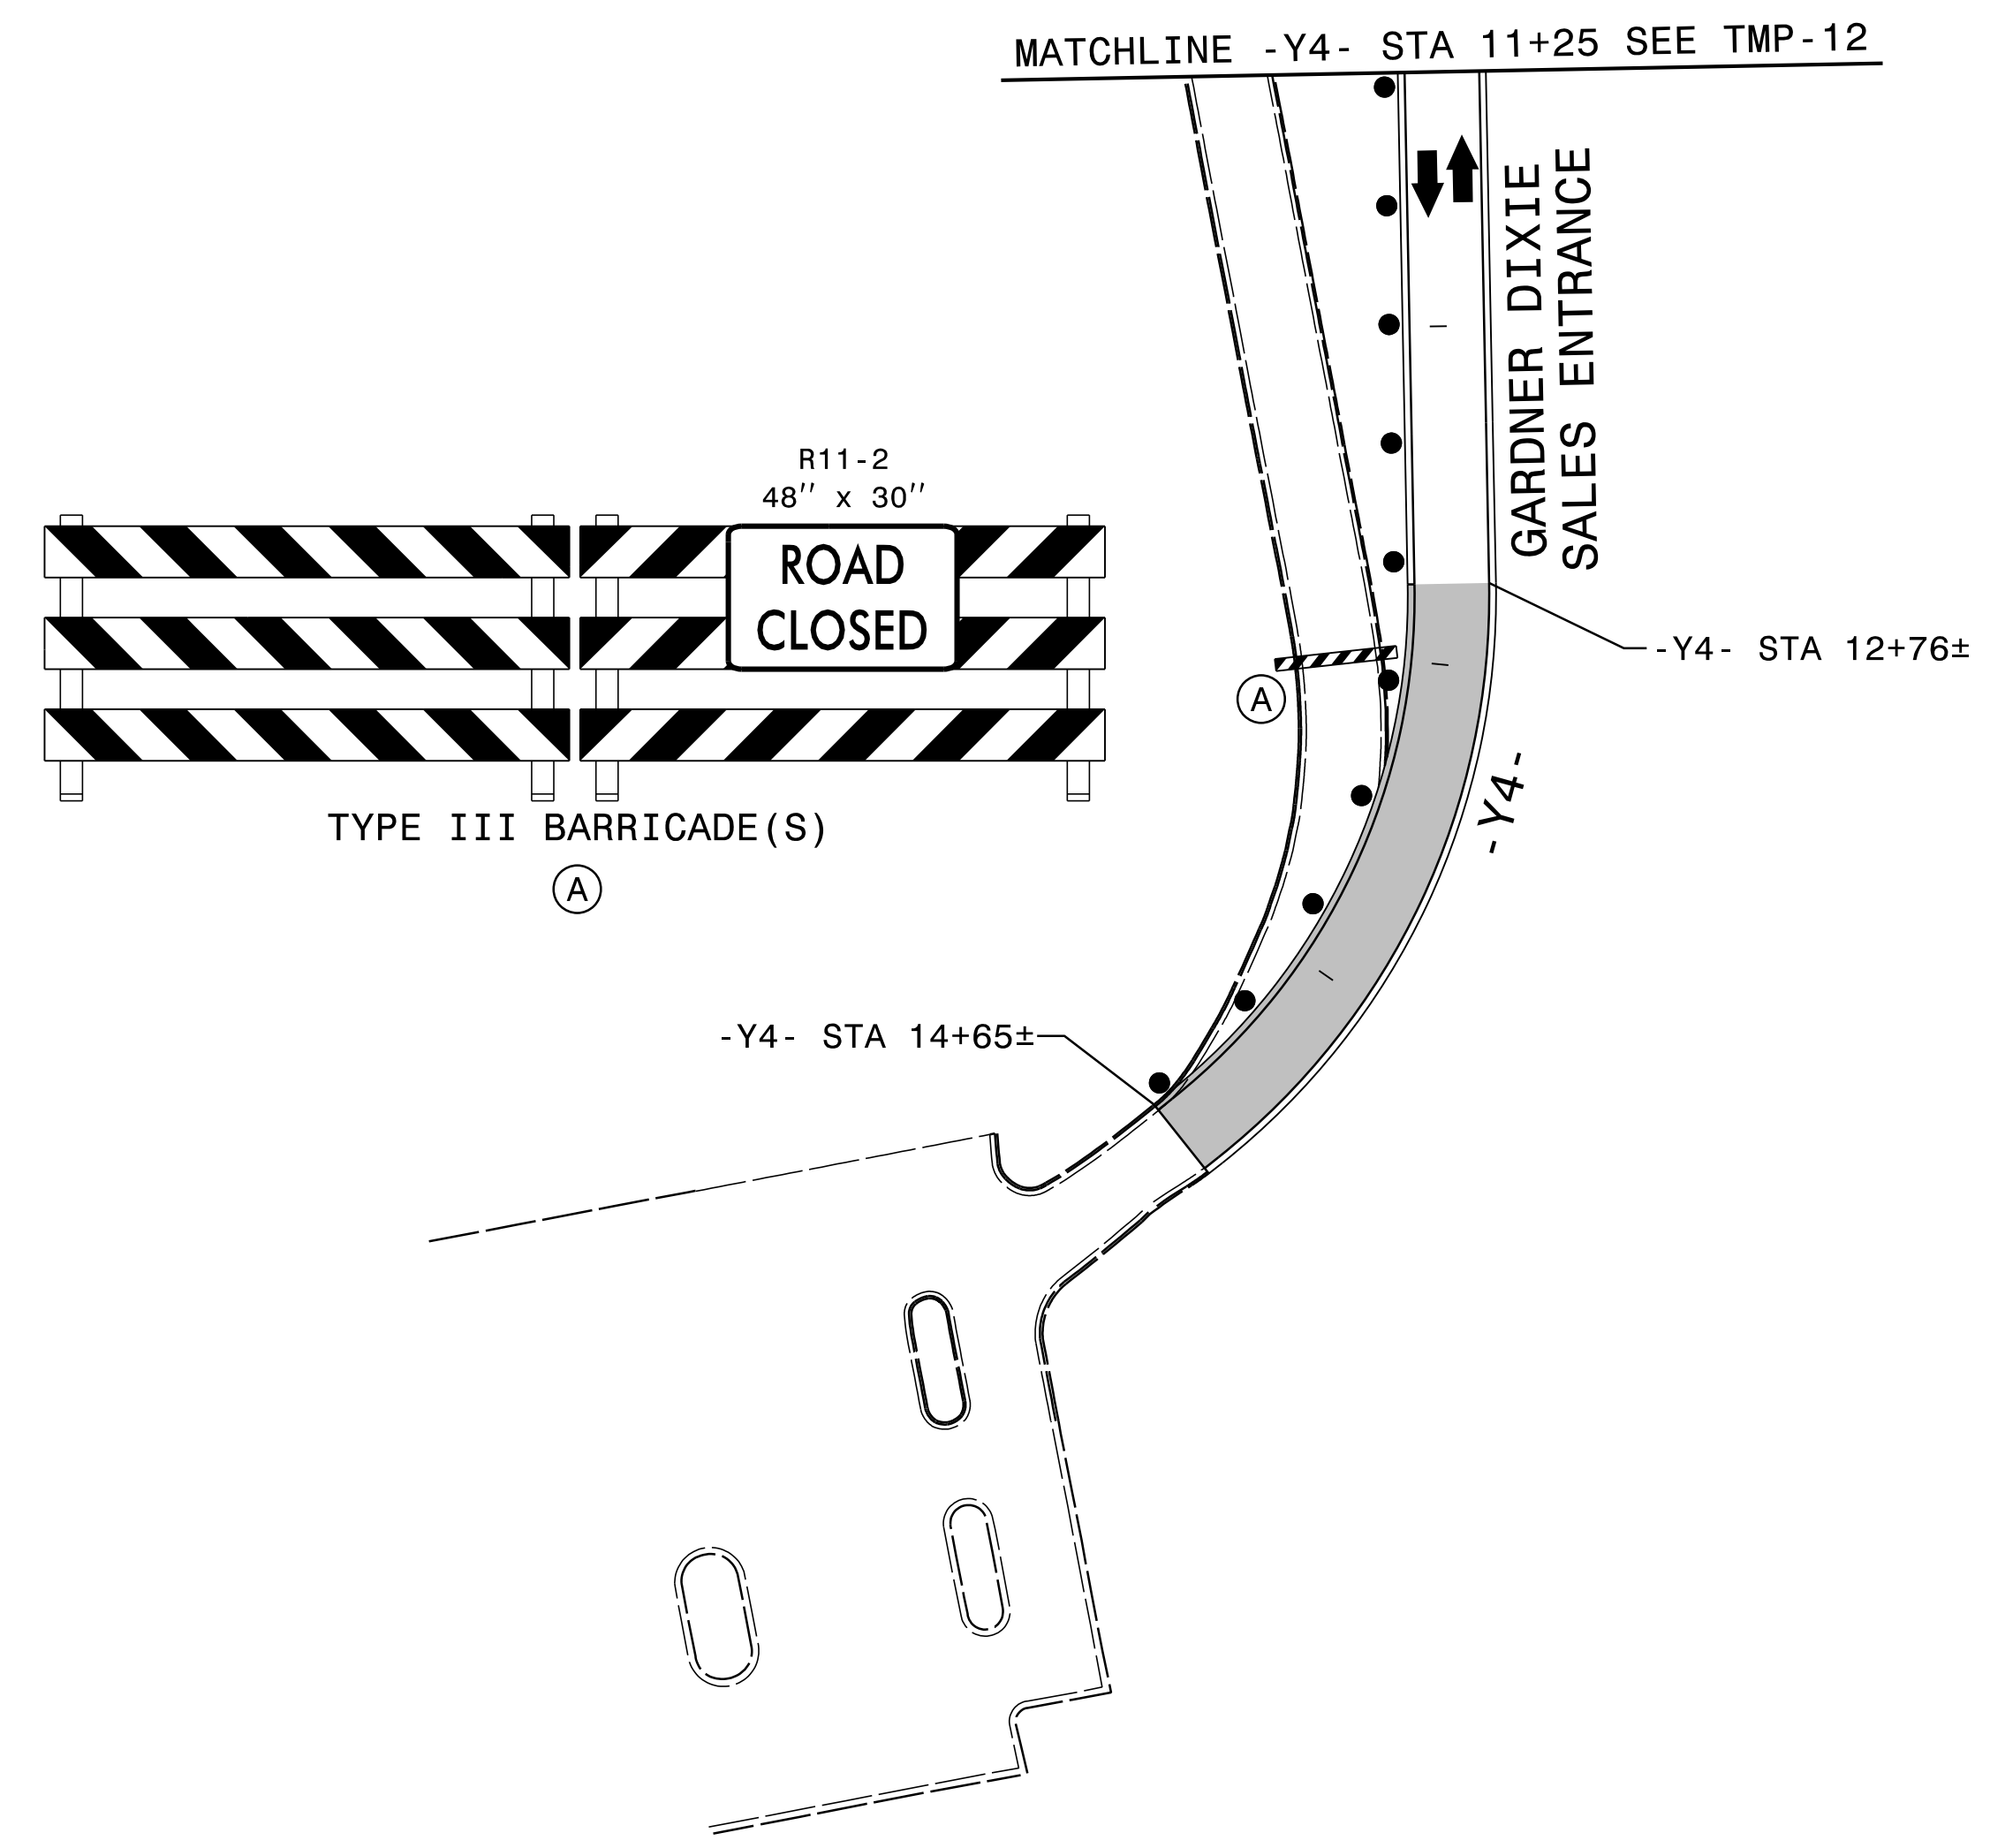 MATCHLINE -Y4- STA 11+25 SEE TMP-12
GARDNER DIXIE
SALES ENTRANCE
R11-2
48'' x 30''
ROAD
CLOSED
-Y4- STA 12+76±
A
-Y4-
TYPE III BARRICADE(S)
A
-Y4- STA 14+65±